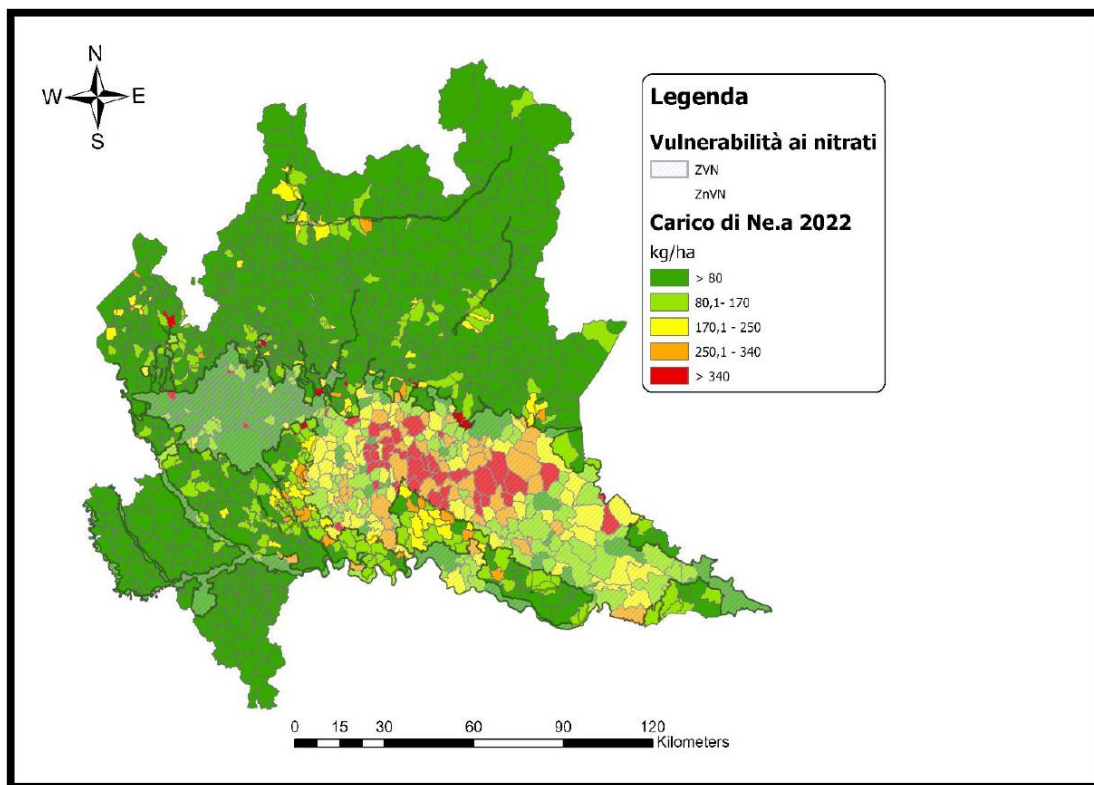 N
W E
S
Legenda
Vulnerabilità ai nitrati
ZVN
ZnVN
Carico di Ne.a 2022
kg/ha
> 80
80,1- 170
170,1 - 250
250,1 - 340
> 340
0 15 30 60 90 120
Kilometers